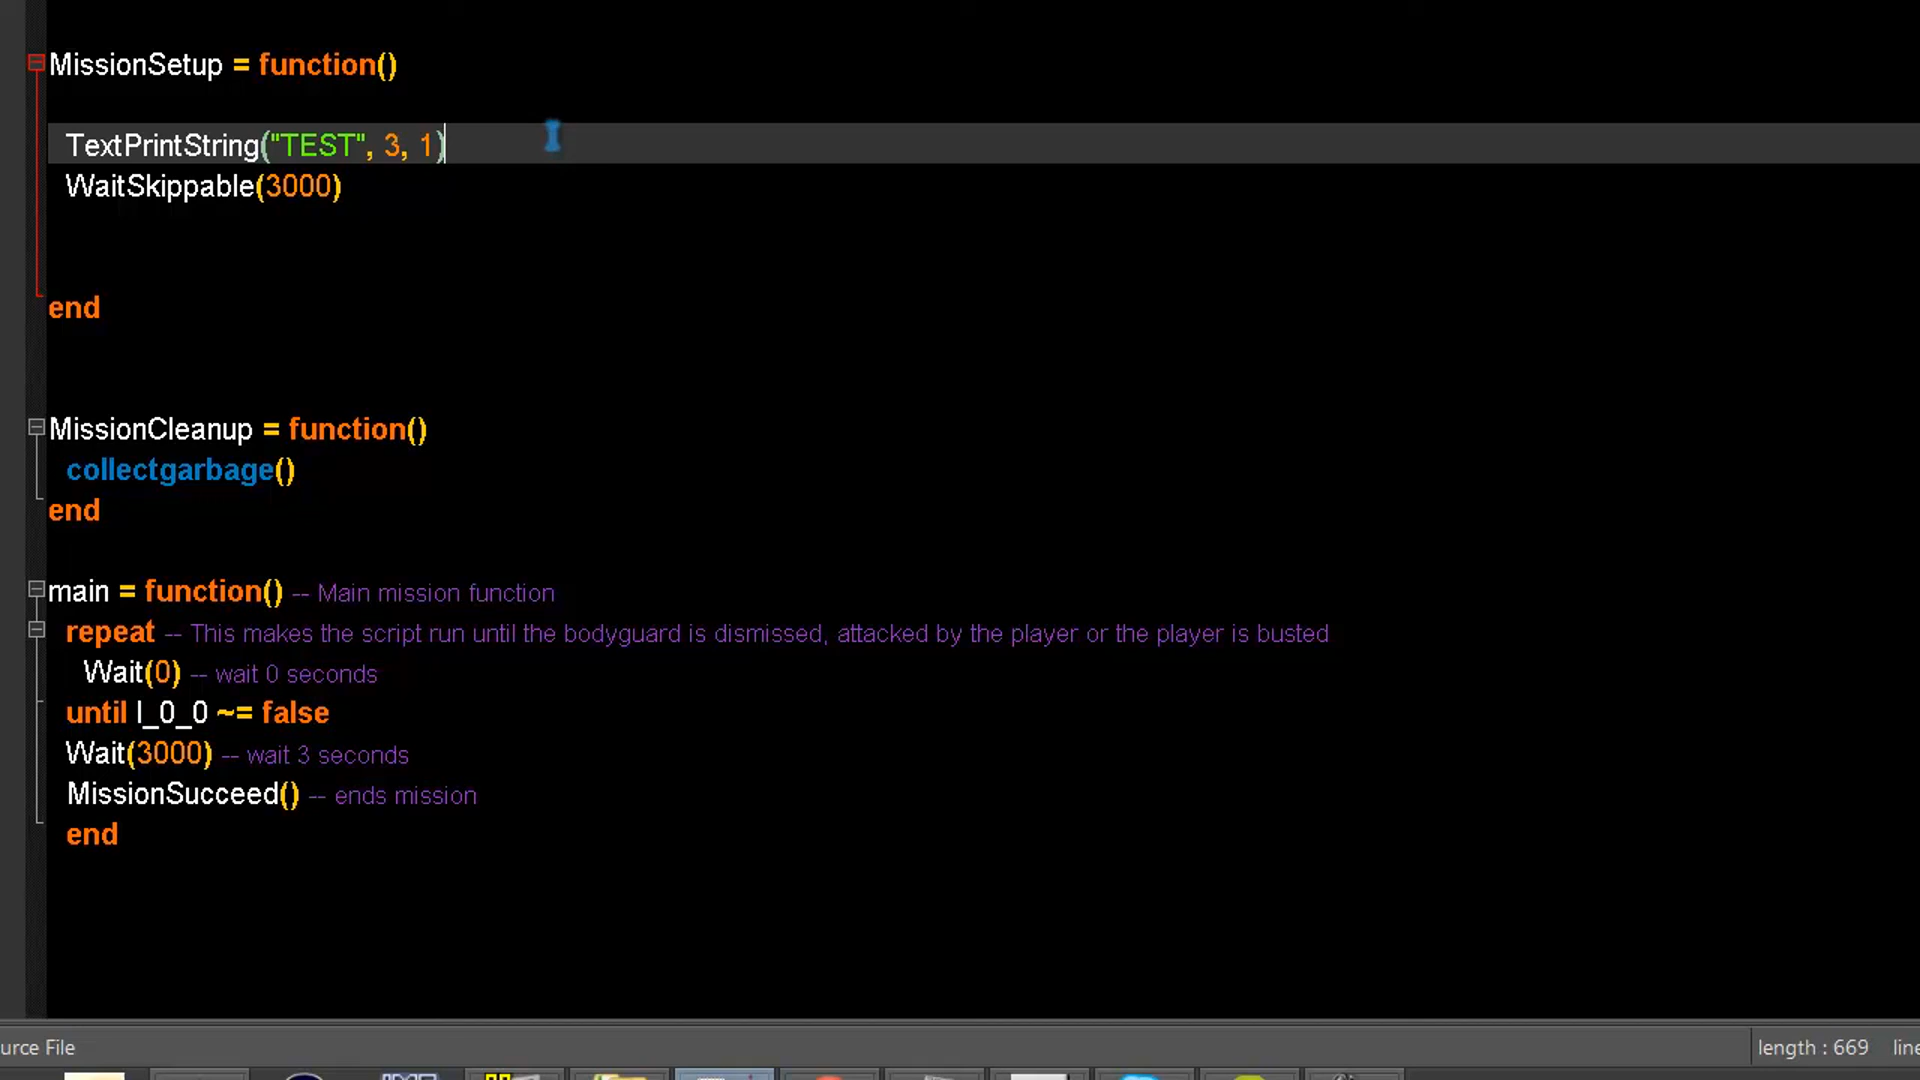 MissionSetup = function()
TextPrintString("TEST", 3, 1)
WaitSkippable(3000)
end
MissionCleanup = function()
collectgarbage()
end
main = function() -- Main mission function
repeat -- This makes the script run until the bodyguard is dismissed, attacked by the player or the player is busted
Wait(0) -- wait 0 seconds
until l_0_0 ~= false
Wait(3000) -- wait 3 seconds
MissionSucceed() -- ends mission
end
urce File
length : 669 line